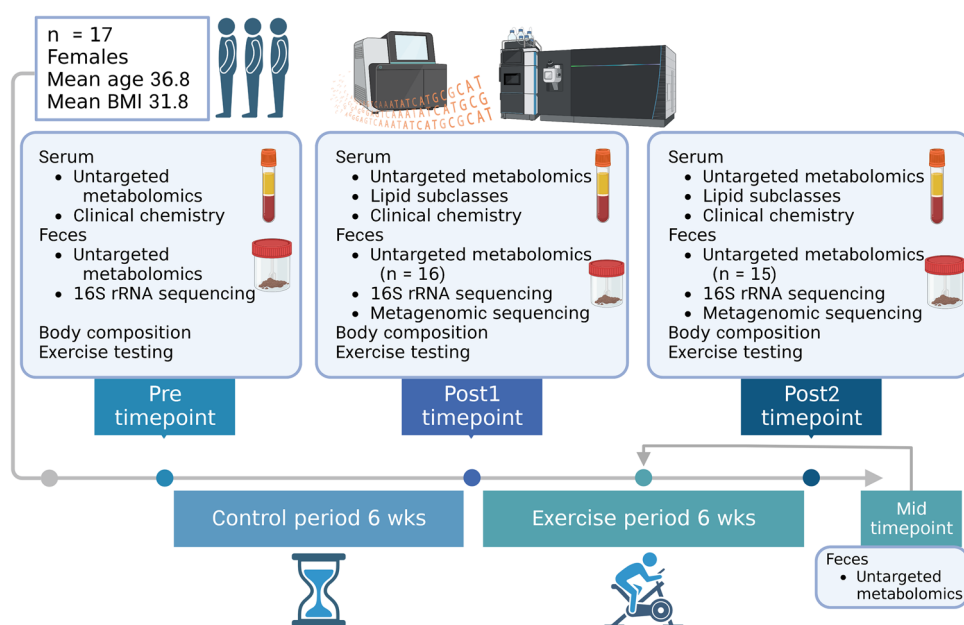 n = 17
Females
Mean age 36.8
Mean BMI 31.8
CAAATATCATGCGCAT
TCAAATATCATGCG
GAGTCAAATATCATGCGCAT
Serum
• Untargeted
metabolomics
• Clinical chemistry
Feces
• Untargeted
metabolomics
• 16S rRNA sequencing
Body composition
Exercise testing
Serum
• Untargeted metabolomics
• Lipid subclasses
• Clinical chemistry
Feces
• Untargeted metabolomics
(n = 16)
• 16S rRNA sequencing
• Metagenomic sequencing
Body composition
Exercise testing
Serum
• Untargeted metabolomics
• Lipid subclasses
• Clinical chemistry
Feces
• Untargeted metabolomics
(n = 15)
• 16S rRNA sequencing
• Metagenomic sequencing
Body composition
Exercise testing
Pre
timepoint
Post1
timepoint
Post2
timepoint
Control period 6 wks
Exercise period 6 wks
Mid
timepoint
Feces
• Untargeted
metabolomics